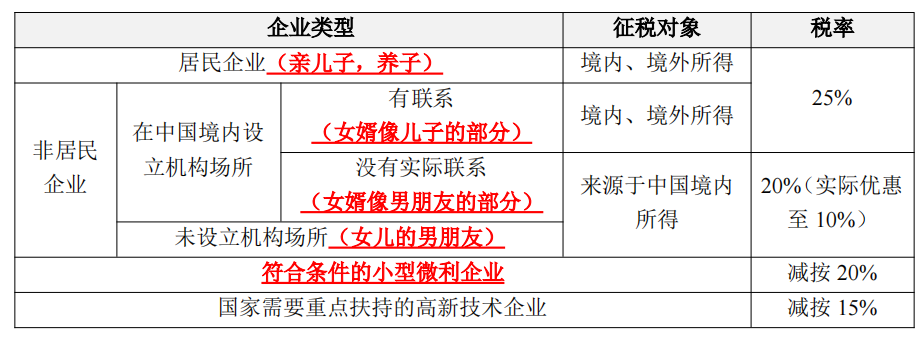 企业类型 征税对象 税率
居民企业（亲儿子，养子） 境内、境外所得
25%
非居民
企业
在中国境内设
立机构场所
有联系
（女婿像儿子的部分）
境内、境外所得
没有实际联系
（女婿像男朋友的部分）
来源于中国境内
所得
20%（实际优惠
至 10%）
未设立机构场所（女儿的男朋友）
符合条件的小型微利企业 减按 20%
国家需要重点扶持的高新技术企业 减按 15%